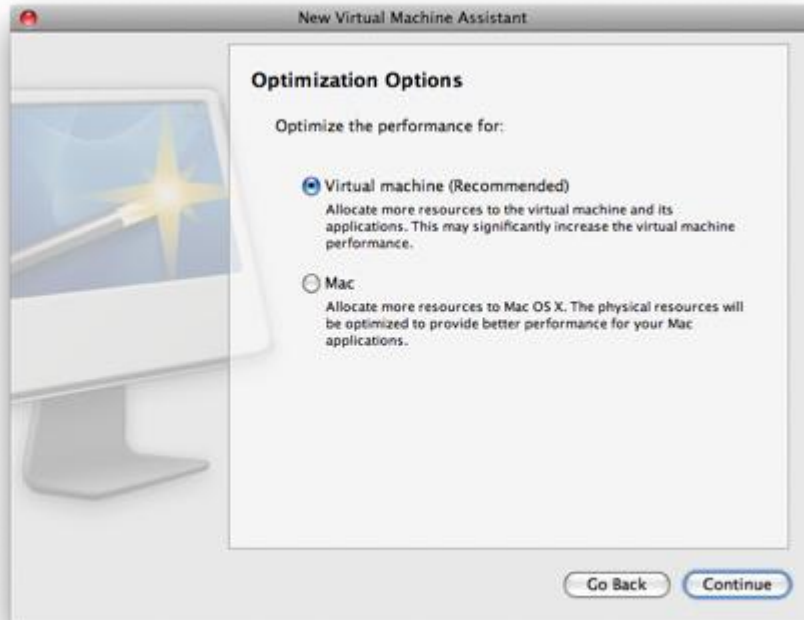 New Virtual Machine Assistant
Optimization Options
Optimize the performance for:
Virtual machine (Recommended)
Allocate more resources to the virtual machine and its
applications. This may significantly increase the virtual machine
performance.
Mac
Allocate more resources to Mac OS X. The physical resources will
be optimized to provide better performance for your Mac
applications.
Go Back
Continue